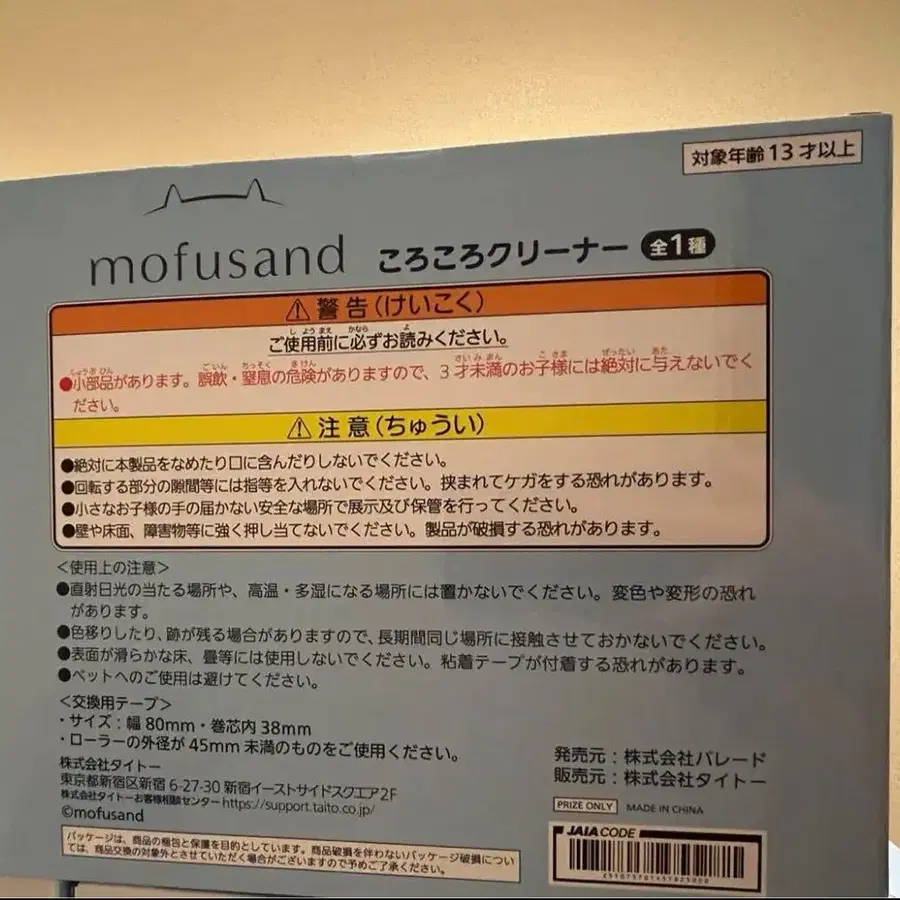 対象年齢13才以上
mofusand ころころクリーナー 全1種
⚠警告(けいこく)
ご使用前に必ずお読みください。
●小部品があります。誤飲・窒息の危険がありますので、3才未満のお子様には絶対に与えないでく
ださい。
⚠注意(ちゅうい)
●絶対に本製品をなめたり口に含んだりしないでください。
●回転する部分の隙間等には指等を入れないでください。挟まれてケガをする恐れがあります。
●小さなお子様の手の届かない安全な場所で展示及び保管を行ってください。
●壁や床面、障害物等に強く押し当てないでください。製品が破損する恐れがあります。
<使用上の注意>
●直射日光の当たる場所や、高温・多湿になる場所には置かないでください。変色や変形の恐れ
があります。
●色移りしたり、跡が残る場合がありますので、長期間同じ場所に接触させておかないでください。
●表面が滑らかな床、畳等には使用しないでください。粘着テープが付着する恐れがあります。
●ペットへのご使用は避けてください。
<交換用テープ>
・サイズ:幅80mm・巻芯内38mm
・ローラーの外径が45mm未満のものをご使用ください。
株式会社タイトー
東京都新宿区新宿6-27-30 新宿イーストサイドスクエア2F
株式会社タイトーお客様相談センター https://support.taito.co.jp/
©mofusand
発売元:株式会社パレード
販売元:株式会社タイトー
PRIZE ONLY MADE IN CHINA
パッケージは、商品の梱包と保護を目的としています。商品破損を伴わないパッケージ破損につい
ては、商品交換の対象外とさせていただく場合がございますので予めご了承ください。
JAIA CODE